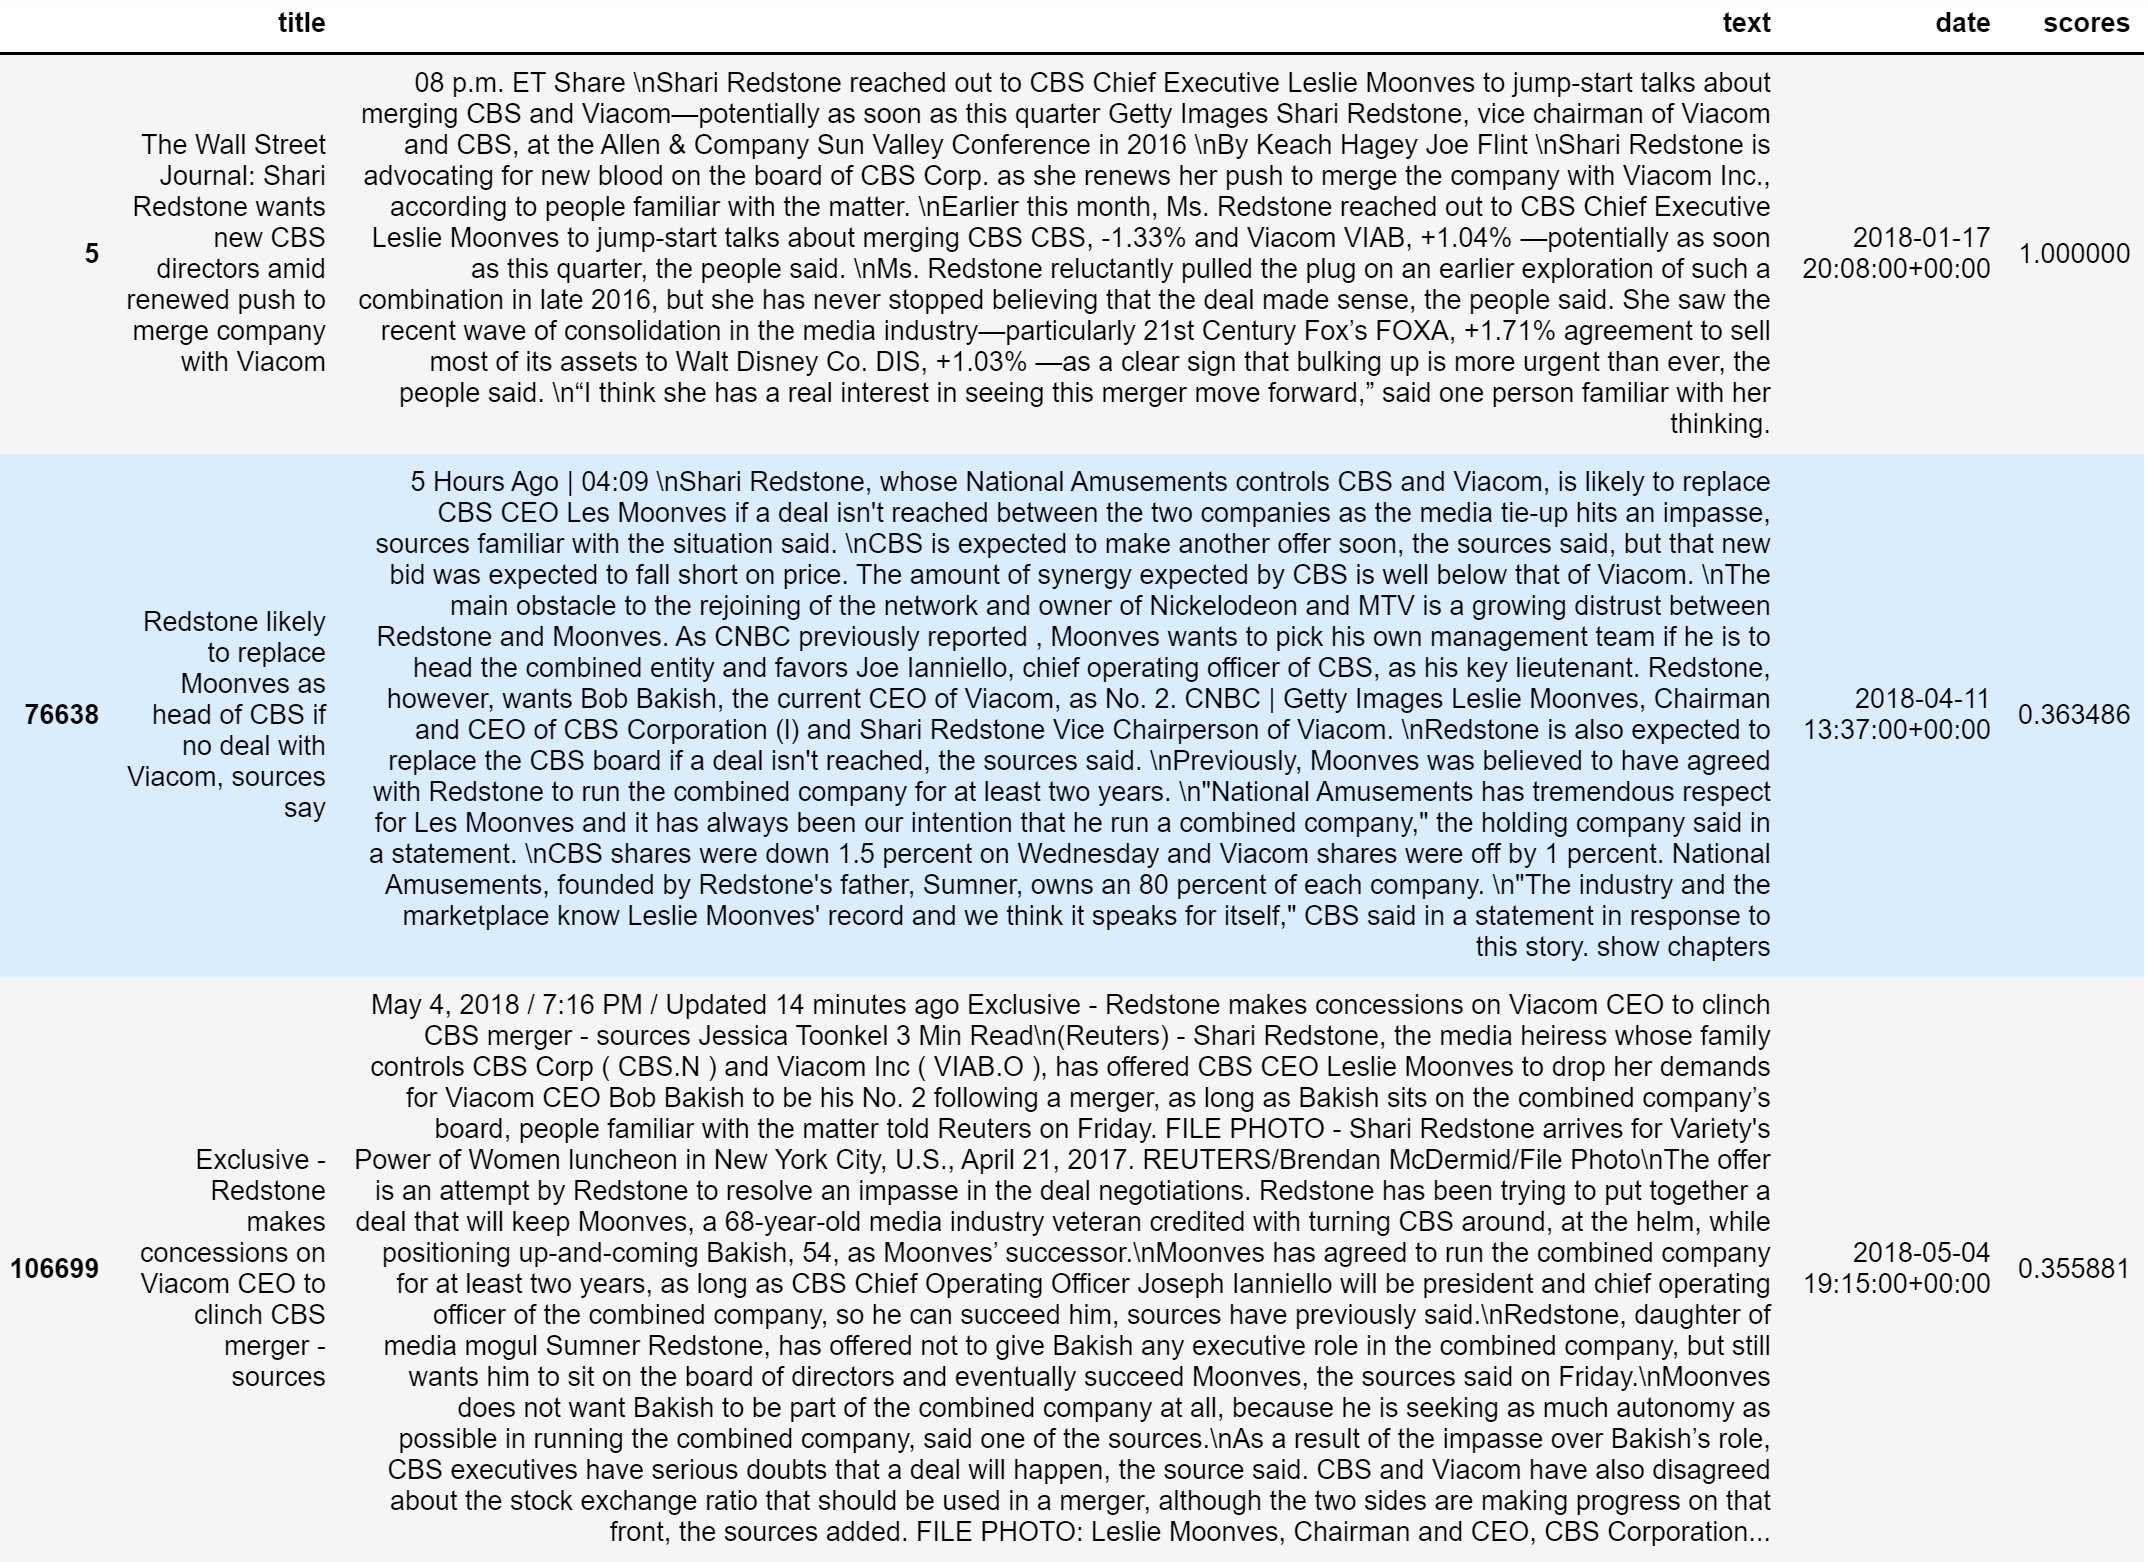 title text date scores
5
The Wall Street
Journal: Shari
Redstone wants
new CBS
directors amid
renewed push to
merge company
with Viacom
08 p.m. ET Share \nShari Redstone reached out to CBS Chief Executive Leslie Moonves to jump-start talks about
merging CBS and Viacom—potentially as soon as this quarter Getty Images Shari Redstone, vice chairman of Viacom
and CBS, at the Allen & Company Sun Valley Conference in 2016 \nBy Keach Hagey Joe Flint \nShari Redstone is
advocating for new blood on the board of CBS Corp. as she renews her push to merge the company with Viacom Inc.,
according to people familiar with the matter. \nEarlier this month, Ms. Redstone reached out to CBS Chief Executive
Leslie Moonves to jump-start talks about merging CBS CBS, -1.33% and Viacom VIAB, +1.04% —potentially as soon
as this quarter, the people said. \nMs. Redstone reluctantly pulled the plug on an earlier exploration of such a
combination in late 2016, but she has never stopped believing that the deal made sense, the people said. She saw the
recent wave of consolidation in the media industry—particularly 21st Century Fox’s FOXA, +1.71% agreement to sell
most of its assets to Walt Disney Co. DIS, +1.03% —as a clear sign that bulking up is more urgent than ever, the
people said. \n“I think she has a real interest in seeing this merger move forward,” said one person familiar with her
thinking.
2018-01-17
20:08:00+00:00
1.000000
76638
Redstone likely
to replace
Moonves as
head of CBS if
no deal with
Viacom, sources
say
5 Hours Ago | 04:09 \nShari Redstone, whose National Amusements controls CBS and Viacom, is likely to replace
CBS CEO Les Moonves if a deal isn't reached between the two companies as the media tie-up hits an impasse,
sources familiar with the situation said. \nCBS is expected to make another offer soon, the sources said, but that new
bid was expected to fall short on price. The amount of synergy expected by CBS is well below that of Viacom. \nThe
main obstacle to the rejoining of the network and owner of Nickelodeon and MTV is a growing distrust between
Redstone and Moonves. As CNBC previously reported , Moonves wants to pick his own management team if he is to
head the combined entity and favors Joe Ianniello, chief operating officer of CBS, as his key lieutenant. Redstone,
however, wants Bob Bakish, the current CEO of Viacom, as No. 2. CNBC | Getty Images Leslie Moonves, Chairman
and CEO of CBS Corporation (l) and Shari Redstone Vice Chairperson of Viacom. \nRedstone is also expected to
replace the CBS board if a deal isn't reached, the sources said. \nPreviously, Moonves was believed to have agreed
with Redstone to run the combined company for at least two years. \n"National Amusements has tremendous respect
for Les Moonves and it has always been our intention that he run a combined company," the holding company said in
a statement. \nCBS shares were down 1.5 percent on Wednesday and Viacom shares were off by 1 percent. National
Amusements, founded by Redstone's father, Sumner, owns an 80 percent of each company. \n"The industry and the
marketplace know Leslie Moonves' record and we think it speaks for itself," CBS said in a statement in response to
this story. show chapters
2018-04-11
13:37:00+00:00
0.363486
106699
Exclusive -
Redstone
makes
concessions on
Viacom CEO to
clinch CBS
merger -
sources
May 4, 2018 / 7:16 PM / Updated 14 minutes ago Exclusive - Redstone makes concessions on Viacom CEO to clinch
CBS merger - sources Jessica Toonkel 3 Min Read\n(Reuters) - Shari Redstone, the media heiress whose family
controls CBS Corp ( CBS.N ) and Viacom Inc ( VIAB.O ), has offered CBS CEO Leslie Moonves to drop her demands
for Viacom CEO Bob Bakish to be his No. 2 following a merger, as long as Bakish sits on the combined company’s
board, people familiar with the matter told Reuters on Friday. FILE PHOTO - Shari Redstone arrives for Variety's
Power of Women luncheon in New York City, U.S., April 21, 2017. REUTERS/Brendan McDermid/File Photo\nThe offer
is an attempt by Redstone to resolve an impasse in the deal negotiations. Redstone has been trying to put together a
deal that will keep Moonves, a 68-year-old media industry veteran credited with turning CBS around, at the helm, while
positioning up-and-coming Bakish, 54, as Moonves’ successor.\nMoonves has agreed to run the combined company
for at least two years, as long as CBS Chief Operating Officer Joseph Ianniello will be president and chief operating
officer of the combined company, so he can succeed him, sources have previously said.\nRedstone, daughter of
media mogul Sumner Redstone, has offered not to give Bakish any executive role in the combined company, but still
wants him to sit on the board of directors and eventually succeed Moonves, the sources said on Friday.\nMoonves
does not want Bakish to be part of the combined company at all, because he is seeking as much autonomy as
possible in running the combined company, said one of the sources.\nAs a result of the impasse over Bakish’s role,
CBS executives have serious doubts that a deal will happen, the source said. CBS and Viacom have also disagreed
about the stock exchange ratio that should be used in a merger, although the two sides are making progress on that
front, the sources added. FILE PHOTO: Leslie Moonves, Chairman and CEO, CBS Corporation...
2018-05-04
19:15:00+00:00
0.355881